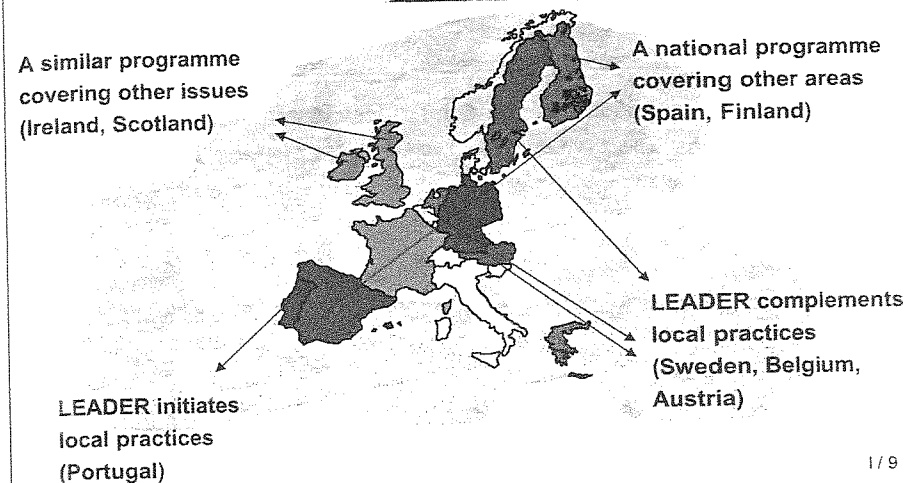 A similar programme
covering other issues
(Ireland, Scotland)
A national programme
covering other areas
(Spain, Finland)
LEADER complements
local practices
(Sweden, Belgium,
Austria)
LEADER initiates
local practices
(Portugal)
1/9